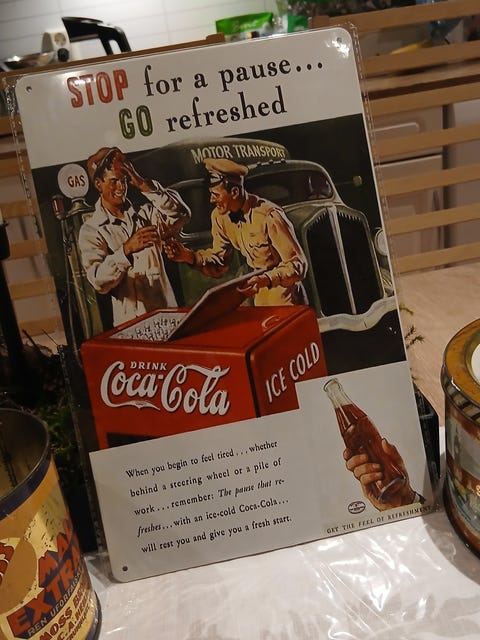 STOP for a pause...
GO refreshed
MOTOR TRANSPORT
GAS
DRINK
Coca-Cola
ICE COLD
When you begin to feel tired...whether
behind a steering wheel or a pile of
work...remember: The pause that re-
freshes...with an ice-cold Coca-Cola...
will rest you and give you a fresh start.
GET THE FEEL OF REFRESHMENT
EXTRA